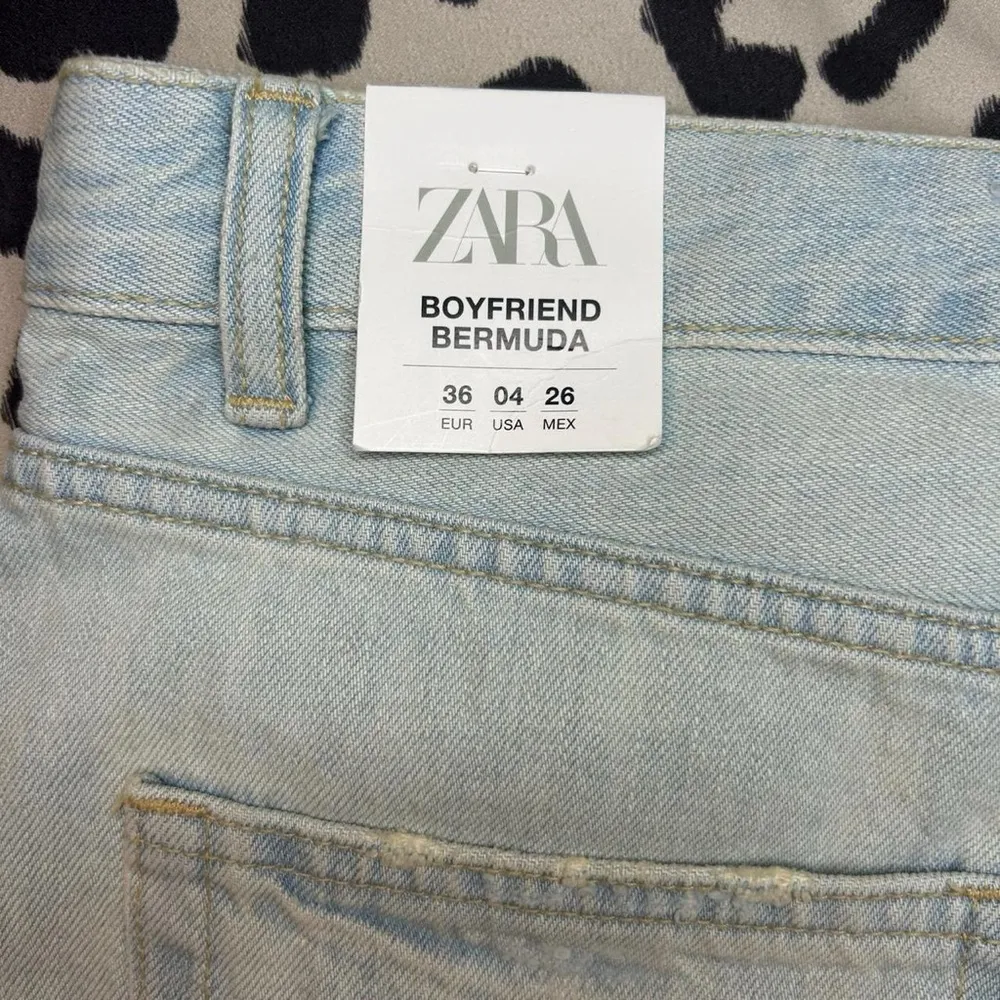 ZARA
BOYFRIEND
BERMUDA
36 04 26
EUR USA MEX